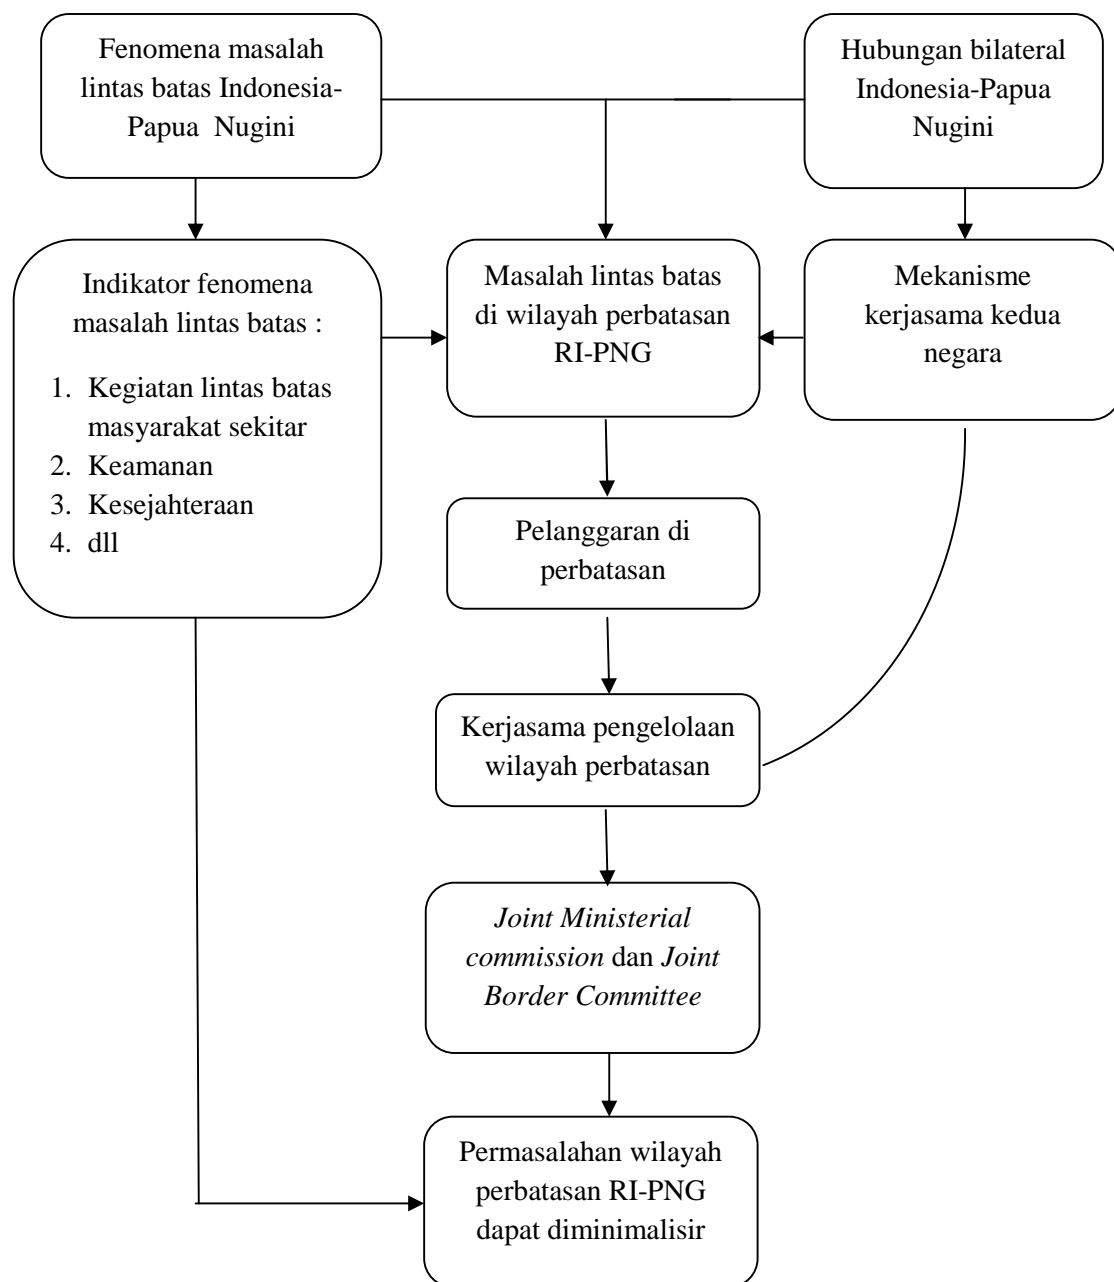 Fenomena masalah
lintas batas Indonesia-
Papua Nugini
Hubungan bilateral
Indonesia-Papua
Nugini
Indikator fenomena
masalah lintas batas :
1. Kegiatan lintas batas
masyarakat sekitar
2. Keamanan
3. Kesejahteraan
4. dll
Masalah lintas batas
di wilayah perbatasan
RI-PNG
Mekanisme
kerjasama kedua
negara
Pelanggaran di
perbatasan
Kerjasama pengelolaan
wilayah perbatasan
Joint Ministerial
commission dan Joint
Border Committee
Permasalahan wilayah
perbatasan RI-PNG
dapat diminimalisir